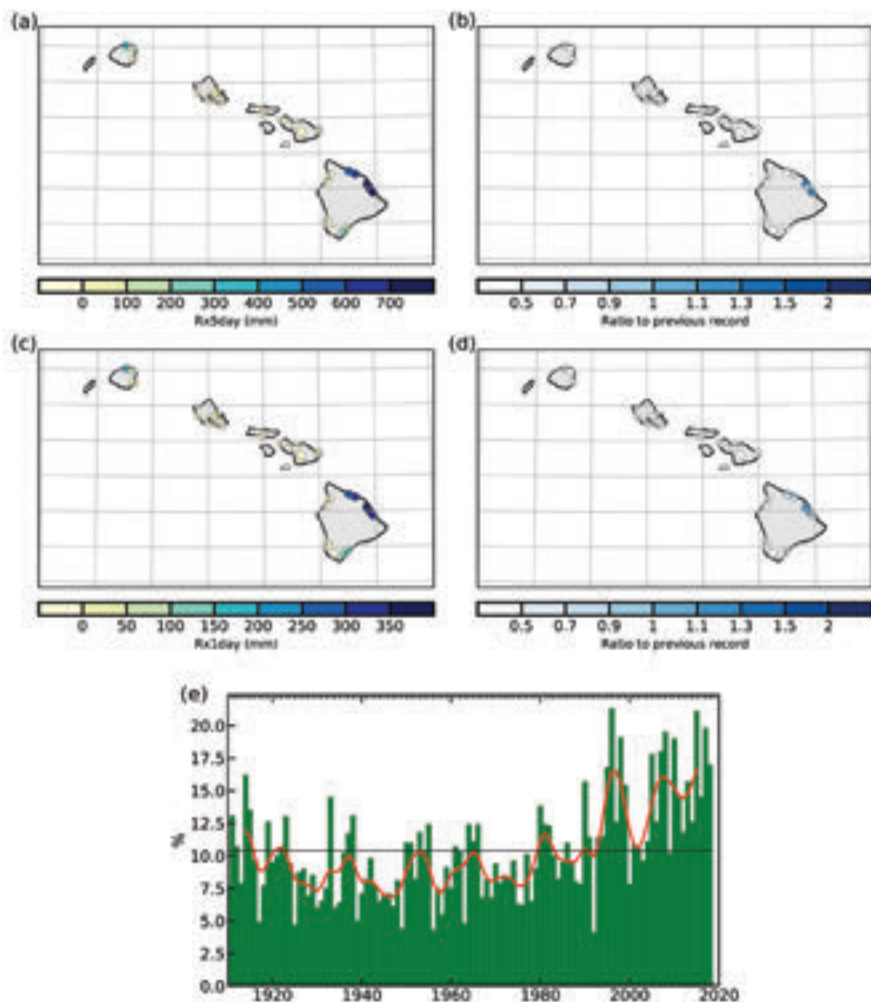 (a)
(b)
0 100 200 300 400 500 600 700
Rx5day (mm)
0.5 0.7 0.9 1 1.1 1.3 1.5 2
Ratio to previous record
(c)
(d)
0 50 100 150 200 250 300 350
Rx1day (mm)
0.5 0.7 0.9 1 1.1 1.3 1.5 2
Ratio to previous record
(e)
20.0
17.5
15.0
12.5
10.0
7.5
5.0
2.5
0.0
%
1920 1940 1960 1980 2000 2020